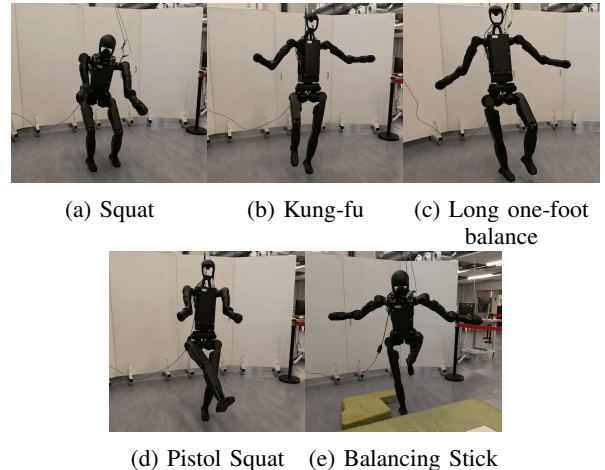 (a) Squat
(b) Kung-fu
(c) Long one-foot
balance
(d) Pistol Squat
(e) Balancing Stick